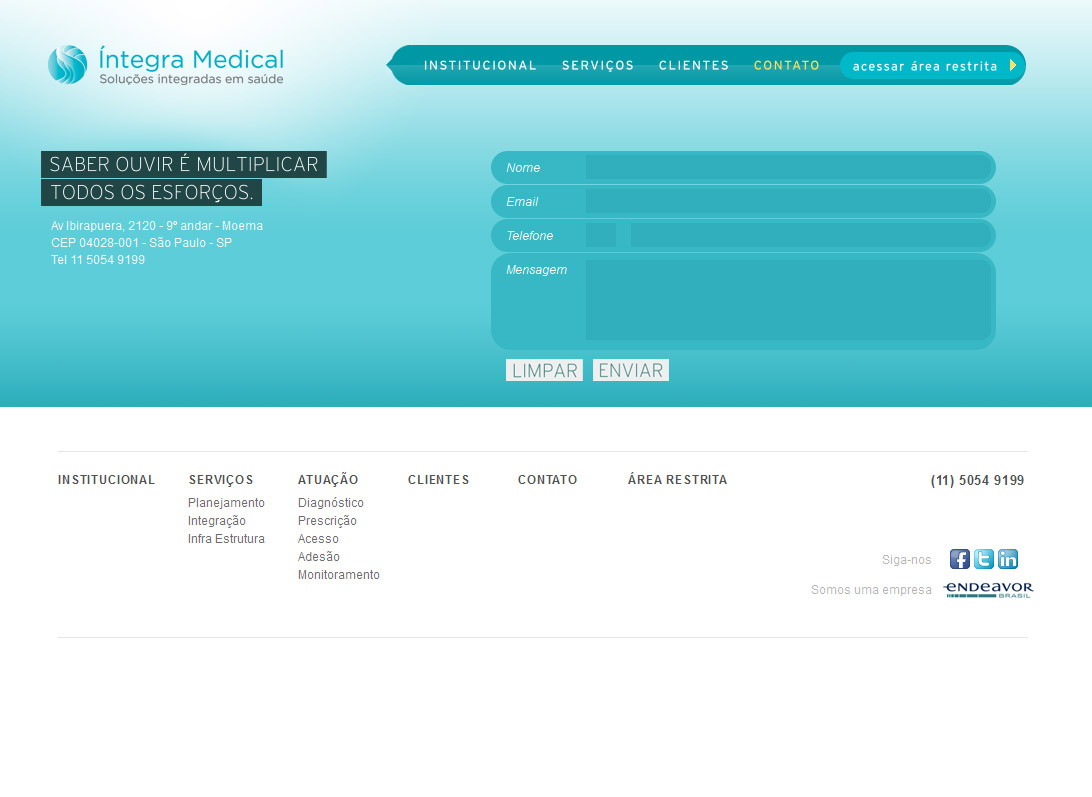 Íntegra Medical
Soluções integradas em saúde
INSTITUCIONAL SERVIÇOS CLIENTES CONTATO acessar área restrita
SABER OUVIR É MULTIPLICAR
TODOS OS ESFORÇOS.
Av Ibirapuera, 2120 - 9º andar - Moema
CEP 04028-001 - São Paulo - SP
Tel 11 5054 9199
Nome
Email
Telefone
Mensagem
LIMPAR ENVIAR
INSTITUCIONAL
SERVIÇOS
Planejamento
Integração
Infra Estrutura
ATUAÇÃO
Diagnóstico
Prescrição
Acesso
Adesão
Monitoramento
CLIENTES
CONTATO
ÁREA RESTRITA
(11) 5054 9199
Siga-nos f t in
Somos uma empresa ENDEAVOR
BRASIL